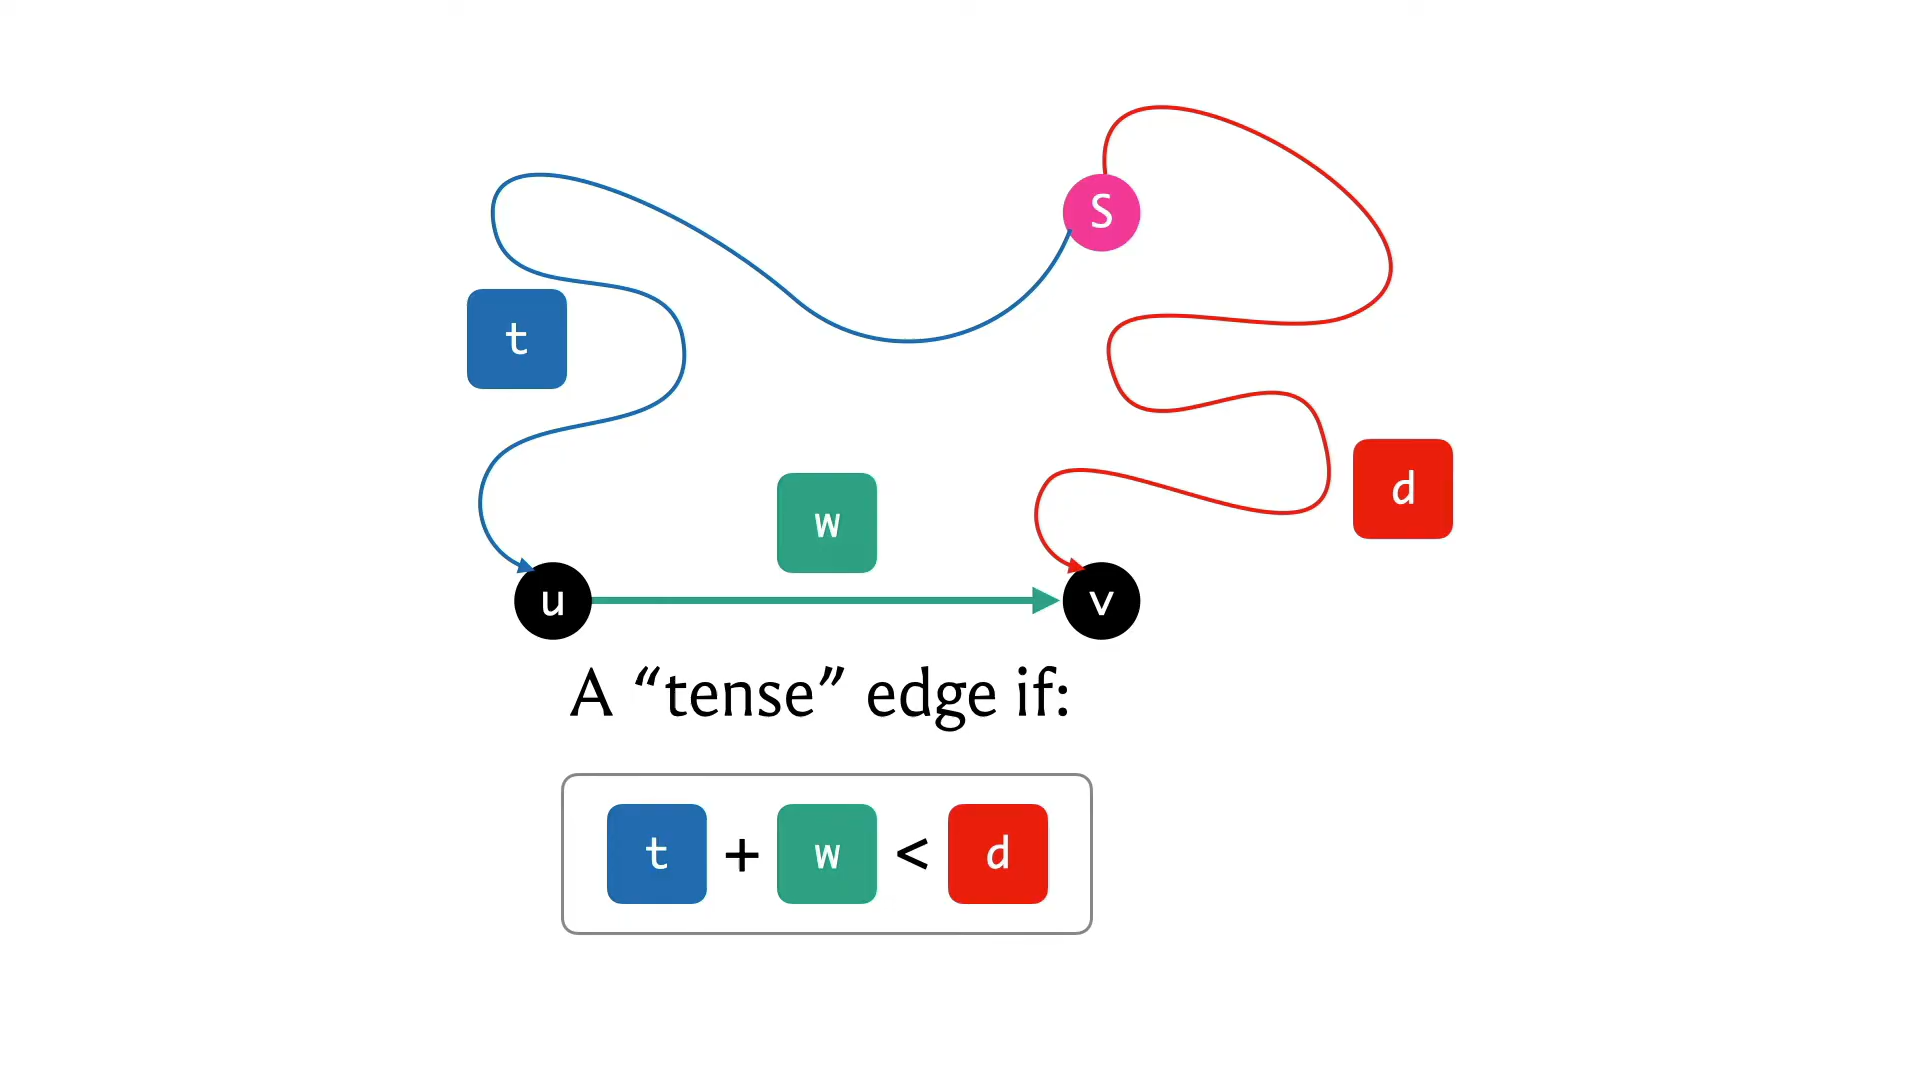 S
t
d
w
u
v
A “tense” edge if:
t + w < d